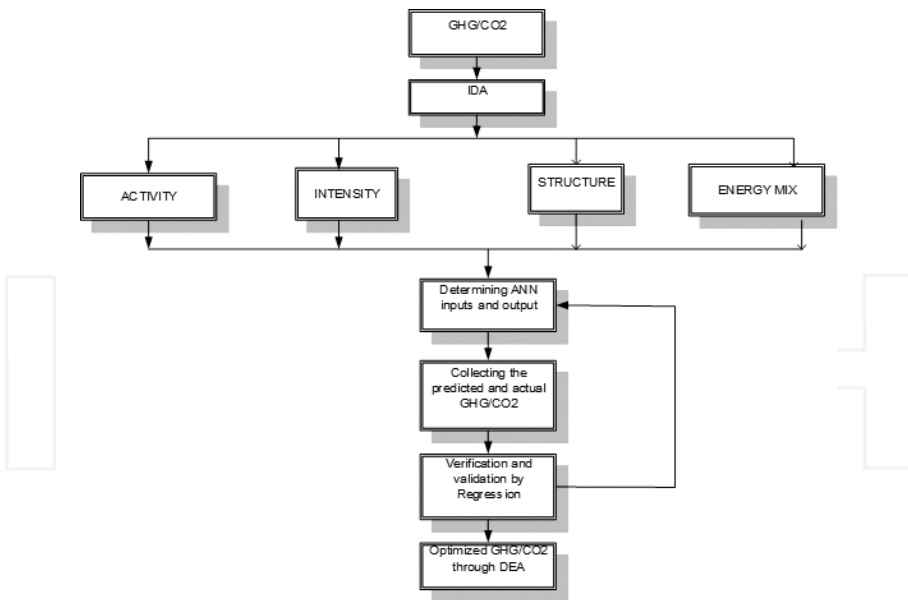 GHG/CO2
IDA
ACTIVITY
INTENSITY
STRUCTURE
ENERGY MIX
Determining ANN
inputs and output
Collecting the
predicted and actual
GHG/CO2
Verification and
validation by
Regression
Optimized GHG/CO2
through DEA